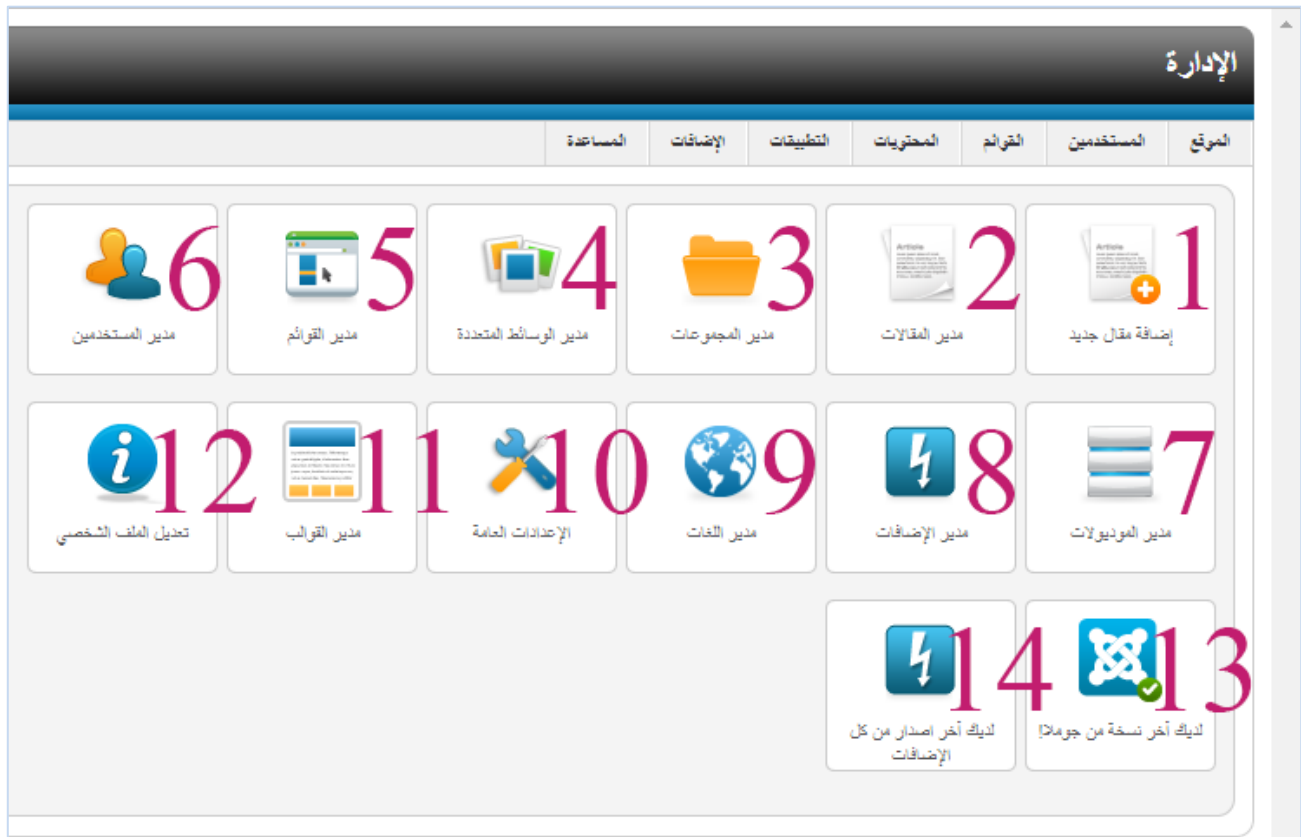 الإدارة
الموقع المستخدمين القوائم المحتويات التطبيقات الإضافات المساعدة
1 2 3 4 5 6
إضافة مقال جديد مدير المقالات مدير المجموعات مدير الوسائط المتعددة مدير القوائم مدير المستخدمين
7 8 9 10 11 12
مدير الموديولات مدير الإضافات مدير اللغات الإعدادات العامة مدير القوالب تعديل الملف الشخصي
13 14
لديك أخر نسخة من جوملا! لديك أخر اصدار من كل
الإضافات